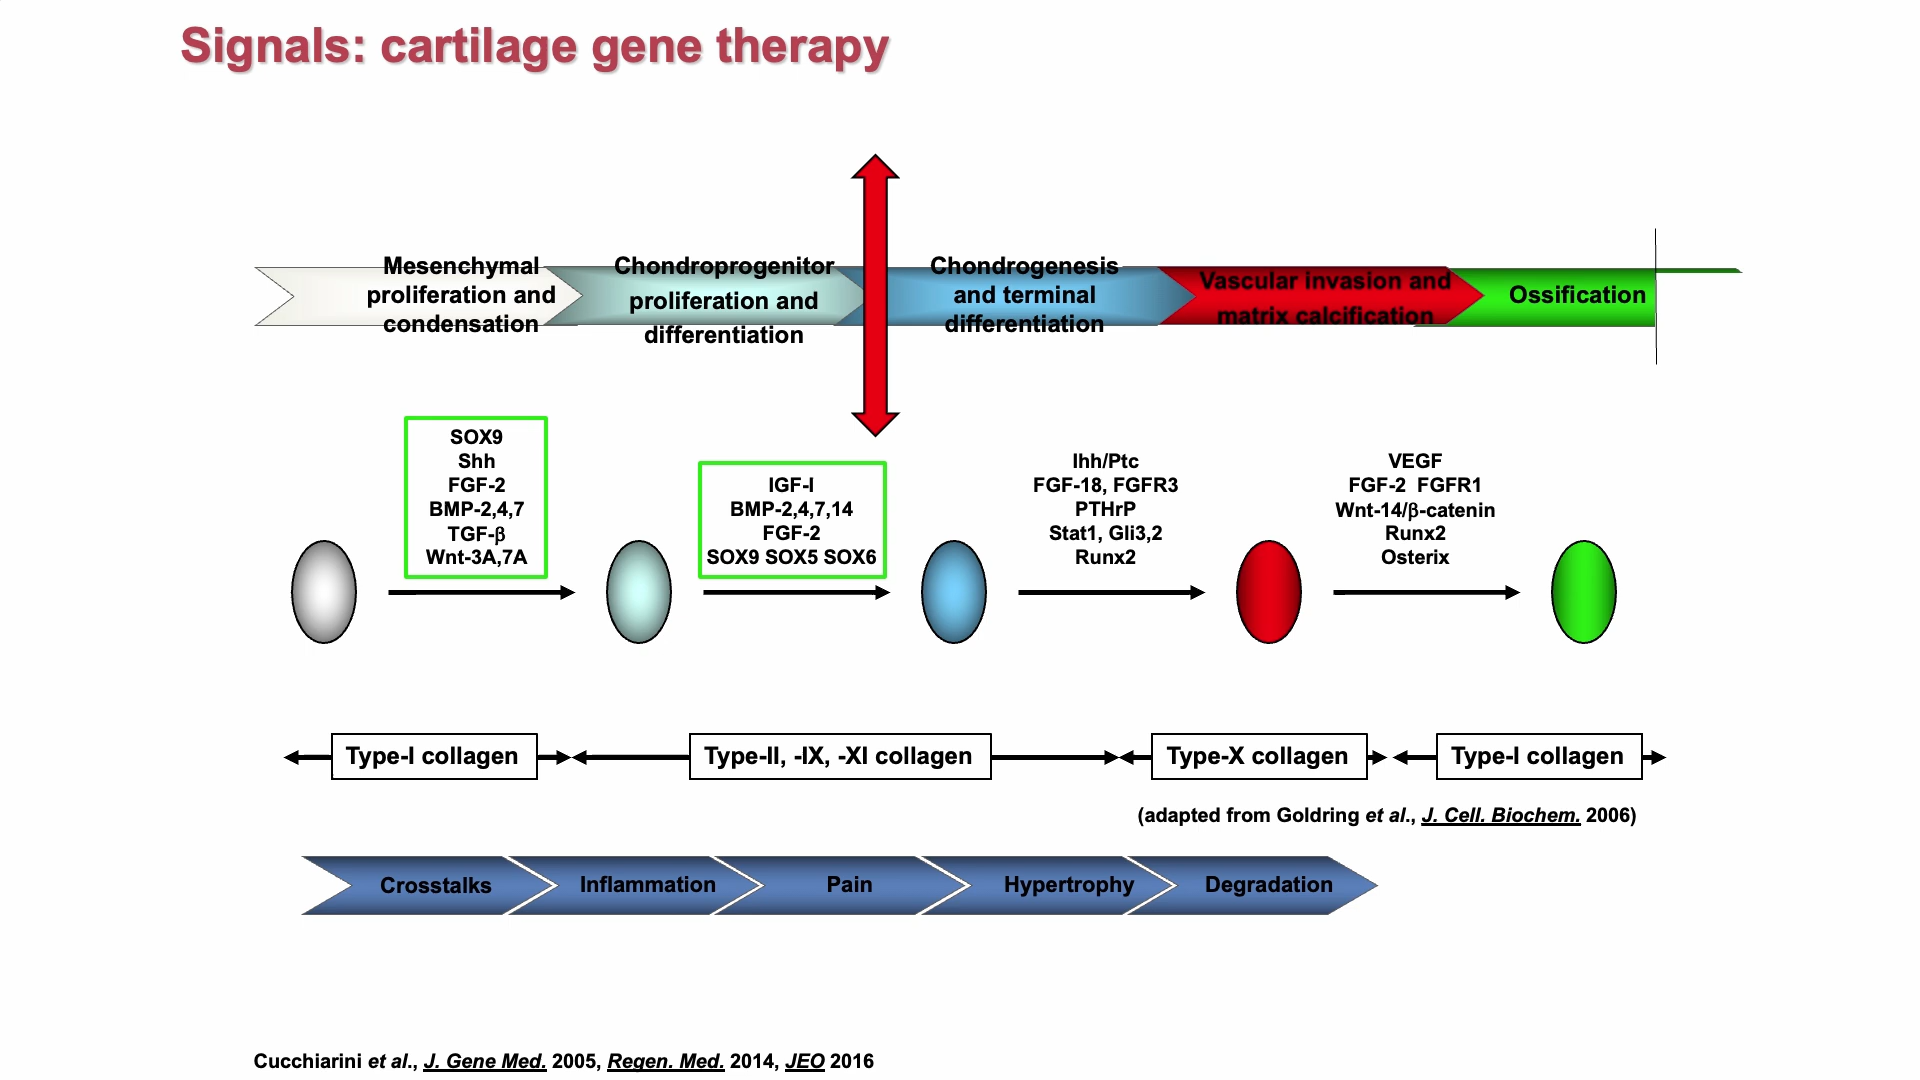 Signals: cartilage gene therapy
Mesenchymal
proliferation and
condensation
Chondroprogenitor
proliferation and
differentiation
Chondrogenesis
and terminal
differentiation
Vascular invasion and
matrix calcification
Ossification
SOX9
Shh
FGF-2
BMP-2,4,7
TGF-β
Wnt-3A,7A
IGF-I
BMP-2,4,7,14
FGF-2
SOX9 SOX5 SOX6
Ihh/Ptc
FGF-18, FGFR3
PTHrP
Stat1, Gli3,2
Runx2
VEGF
FGF-2 FGFR1
Wnt-14/β-catenin
Runx2
Osterix
Type-I collagen
Type-II, -IX, -XI collagen
Type-X collagen
Type-I collagen
(adapted from Goldring et al., J. Cell. Biochem. 2006)
Crosstalks
Inflammation
Pain
Hypertrophy
Degradation
Cucchiarini et al., J. Gene Med. 2005, Regen. Med. 2014, JEO 2016